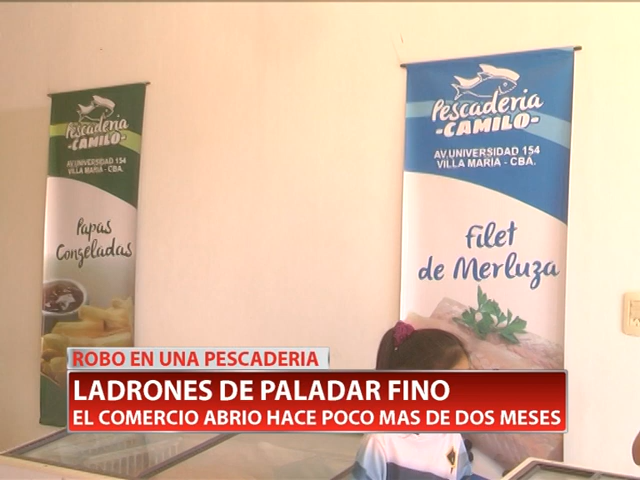 Pescaderia
-CAMILO-
AV.UNIVERSIDAD 154
VILLA MARIA - CBA.
Papas
Congeladas
Pescaderia
-CAMILO-
AV.UNIVERSIDAD 154
VILLA MARIA - CBA.
Filet
de Merluza
ROBO EN UNA PESCADERIA
LADRONES DE PALADAR FINO
EL COMERCIO ABRIO HACE POCO MAS DE DOS MESES